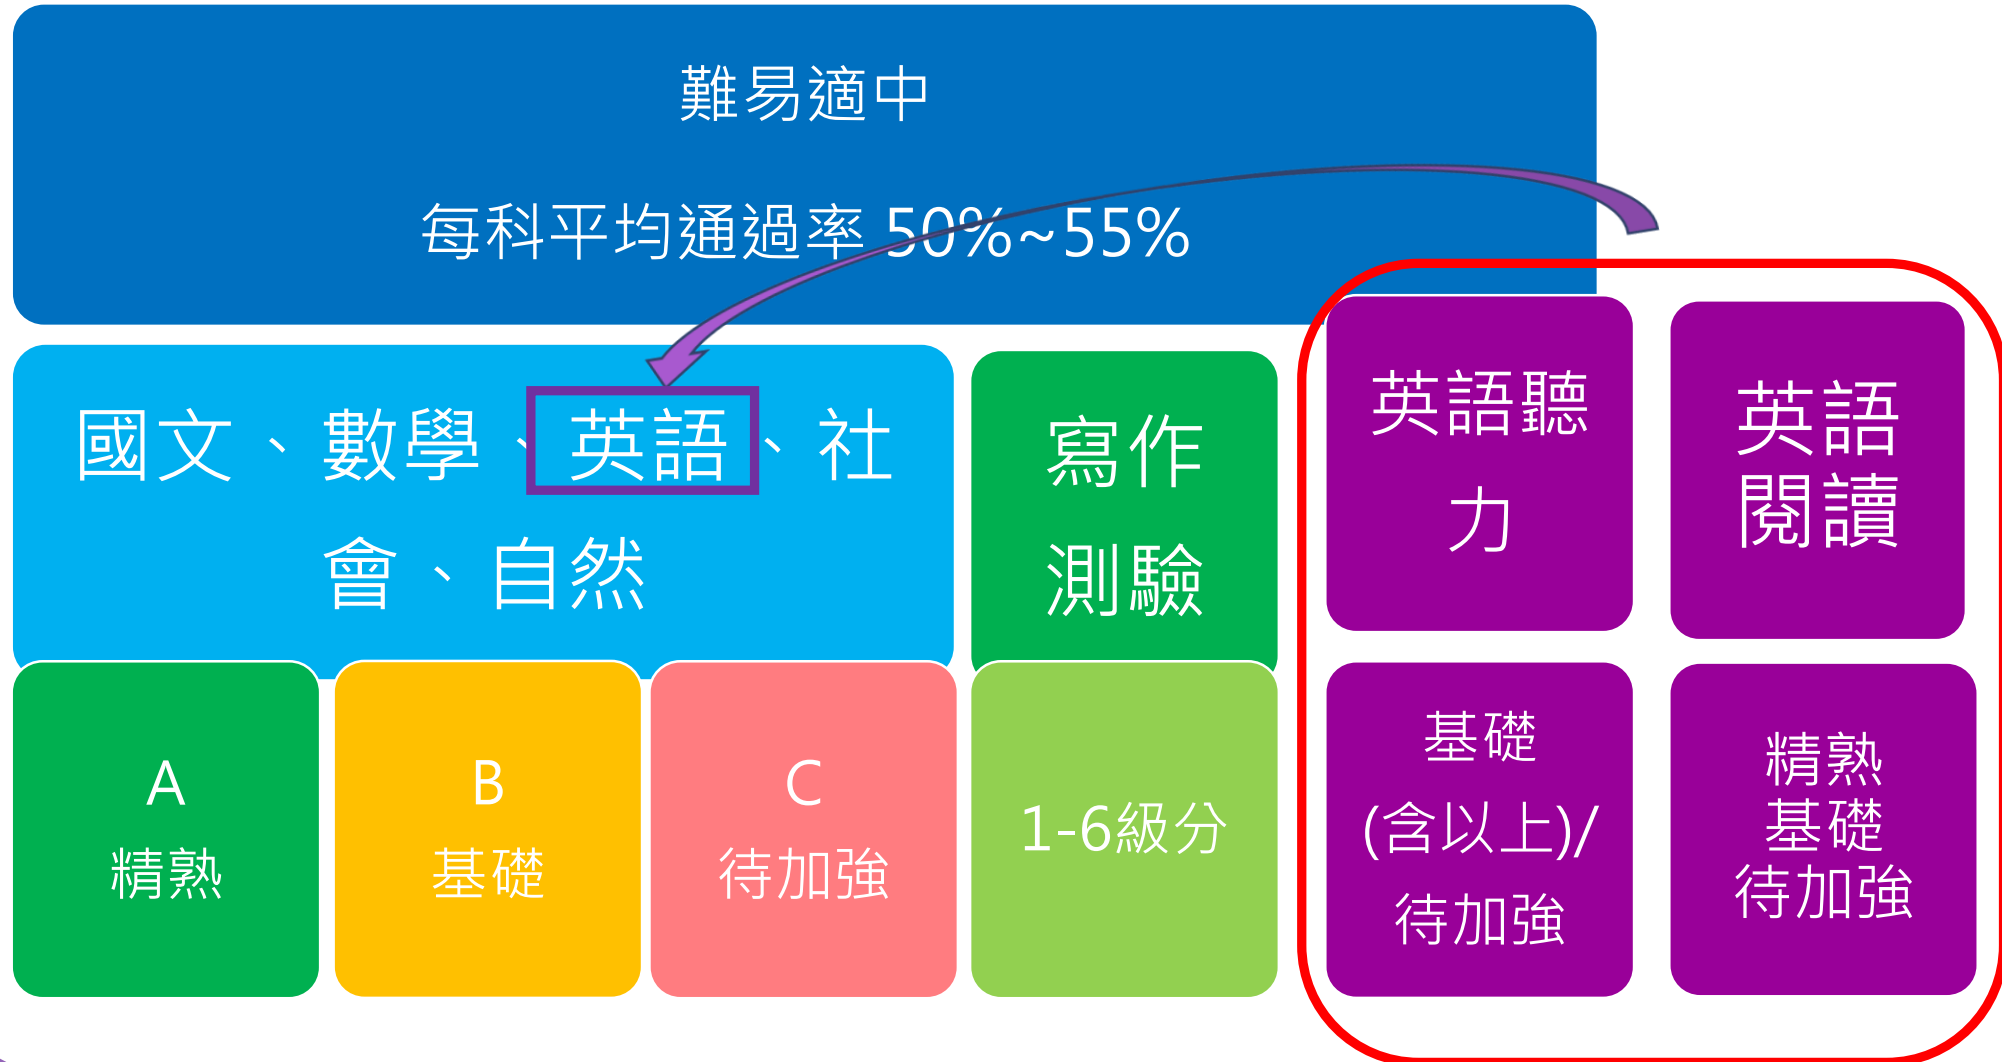 難易適中
每科平均通過率 50%~55%
國文、數學、英語、社
會、自然
寫作
測驗
英語聽
力
英語
閱讀
A
精熟
B
基礎
C
待加強
1-6級分
基礎
(含以上)/
待加強
精熟
基礎
待加強